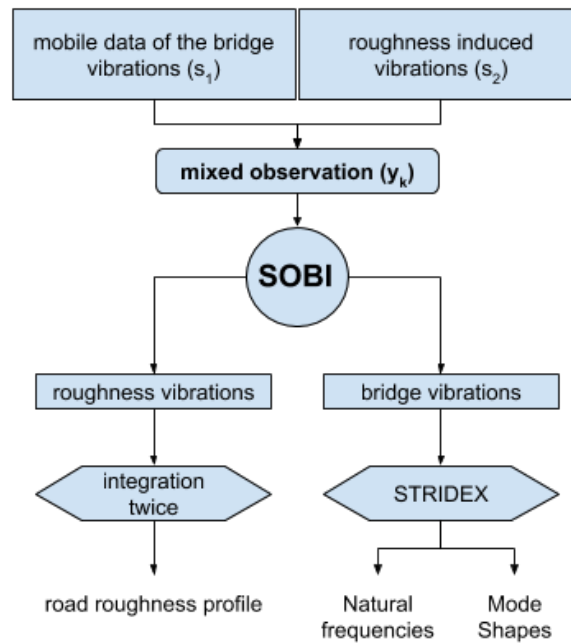 mobile data of the bridge
vibrations (s₁)
roughness induced
vibrations (s₂)
mixed observation (yₖ)
SOBI
roughness vibrations
bridge vibrations
integration
twice
STRIDEX
road roughness profile
Natural
frequencies
Mode
Shapes